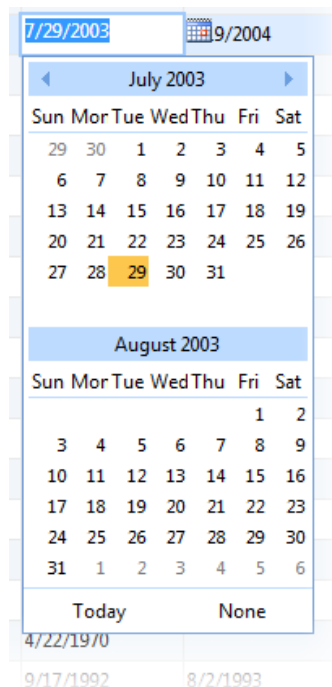 7/29/2003 9/2004
July 2003
Sun Mon Tue Wed Thu Fri Sat
29 30 1 2 3 4 5
6 7 8 9 10 11 12
13 14 15 16 17 18 19
20 21 22 23 24 25 26
27 28 29 30 31
August 2003
Sun Mon Tue Wed Thu Fri Sat
1 2
3 4 5 6 7 8 9
10 11 12 13 14 15 16
17 18 19 20 21 22 23
24 25 26 27 28 29 30
31 1 2 3 4 5 6
Today None
4/22/1970
9/17/1992 8/2/1993